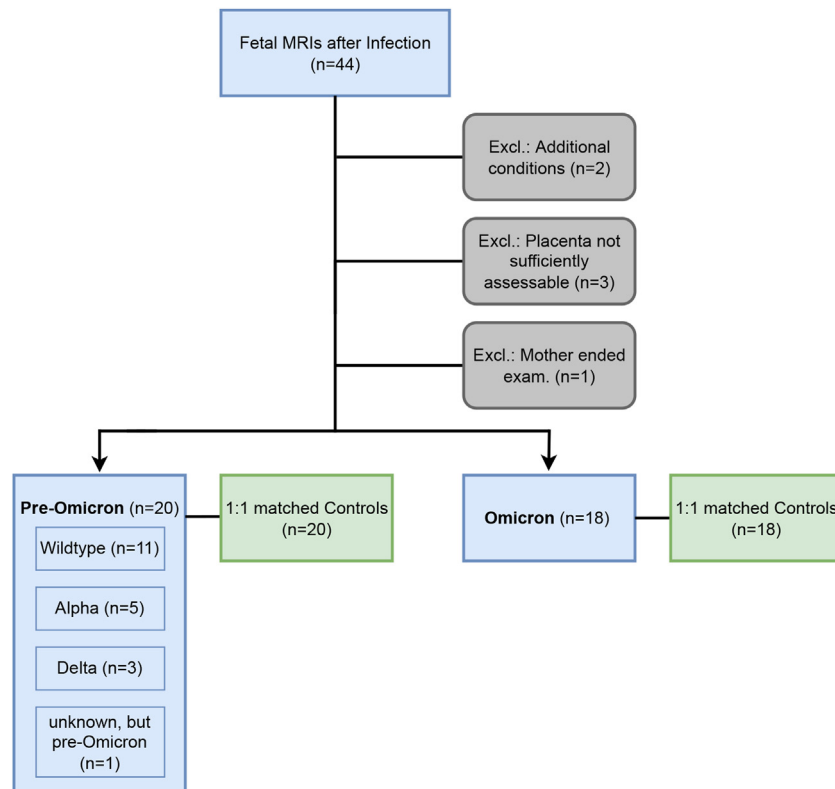 Fetal MRIs after Infection
(n=44)
Excl.: Additional
conditions (n=2)
Excl.: Placenta not
sufficiently
assessable (n=3)
Excl.: Mother ended
exam. (n=1)
Pre-Omicron (n=20)
Wildtype (n=11)
Alpha (n=5)
Delta (n=3)
unknown, but
pre-Omicron
(n=1)
1:1 matched Controls
(n=20)
Omicron (n=18)
1:1 matched Controls
(n=18)